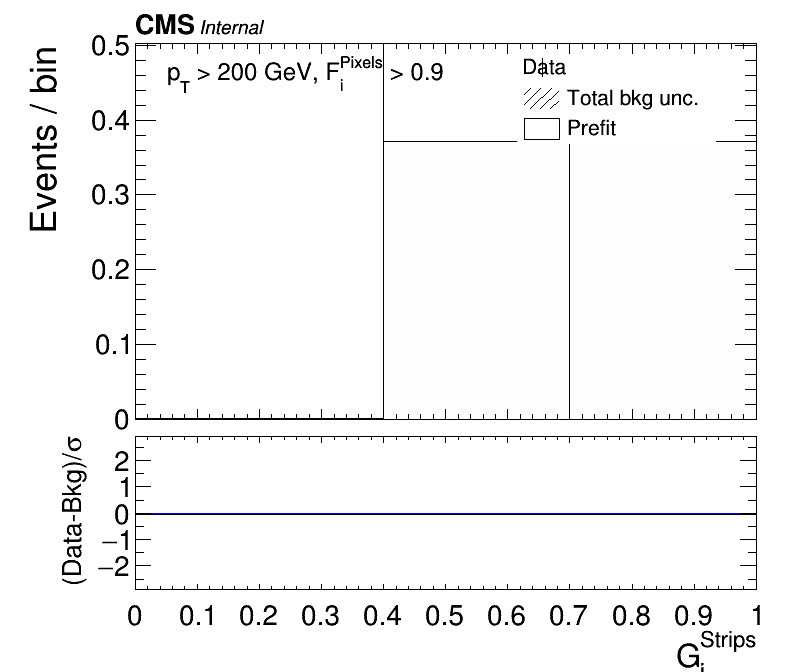 CMS Internal
p_T > 200 GeV, F_i^Pixels > 0.9
Data
Total bkg unc.
Prefit
Events / bin
0.5
0.4
0.3
0.2
0.1
0
(Data-Bkg)/σ
2
1
0
−1
−2
0 0.1 0.2 0.3 0.4 0.5 0.6 0.7 0.8 0.9 1
G_i^Strips